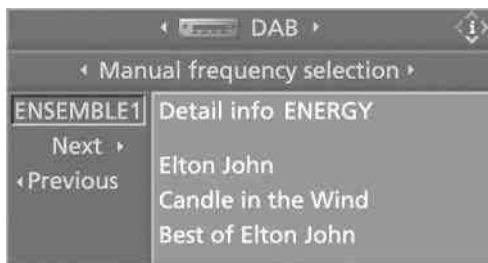 DAB
i
Manual frequency selection
ENSEMBLE1
Next
Previous
Detail info ENERGY
Elton John
Candle in the Wind
Best of Elton John